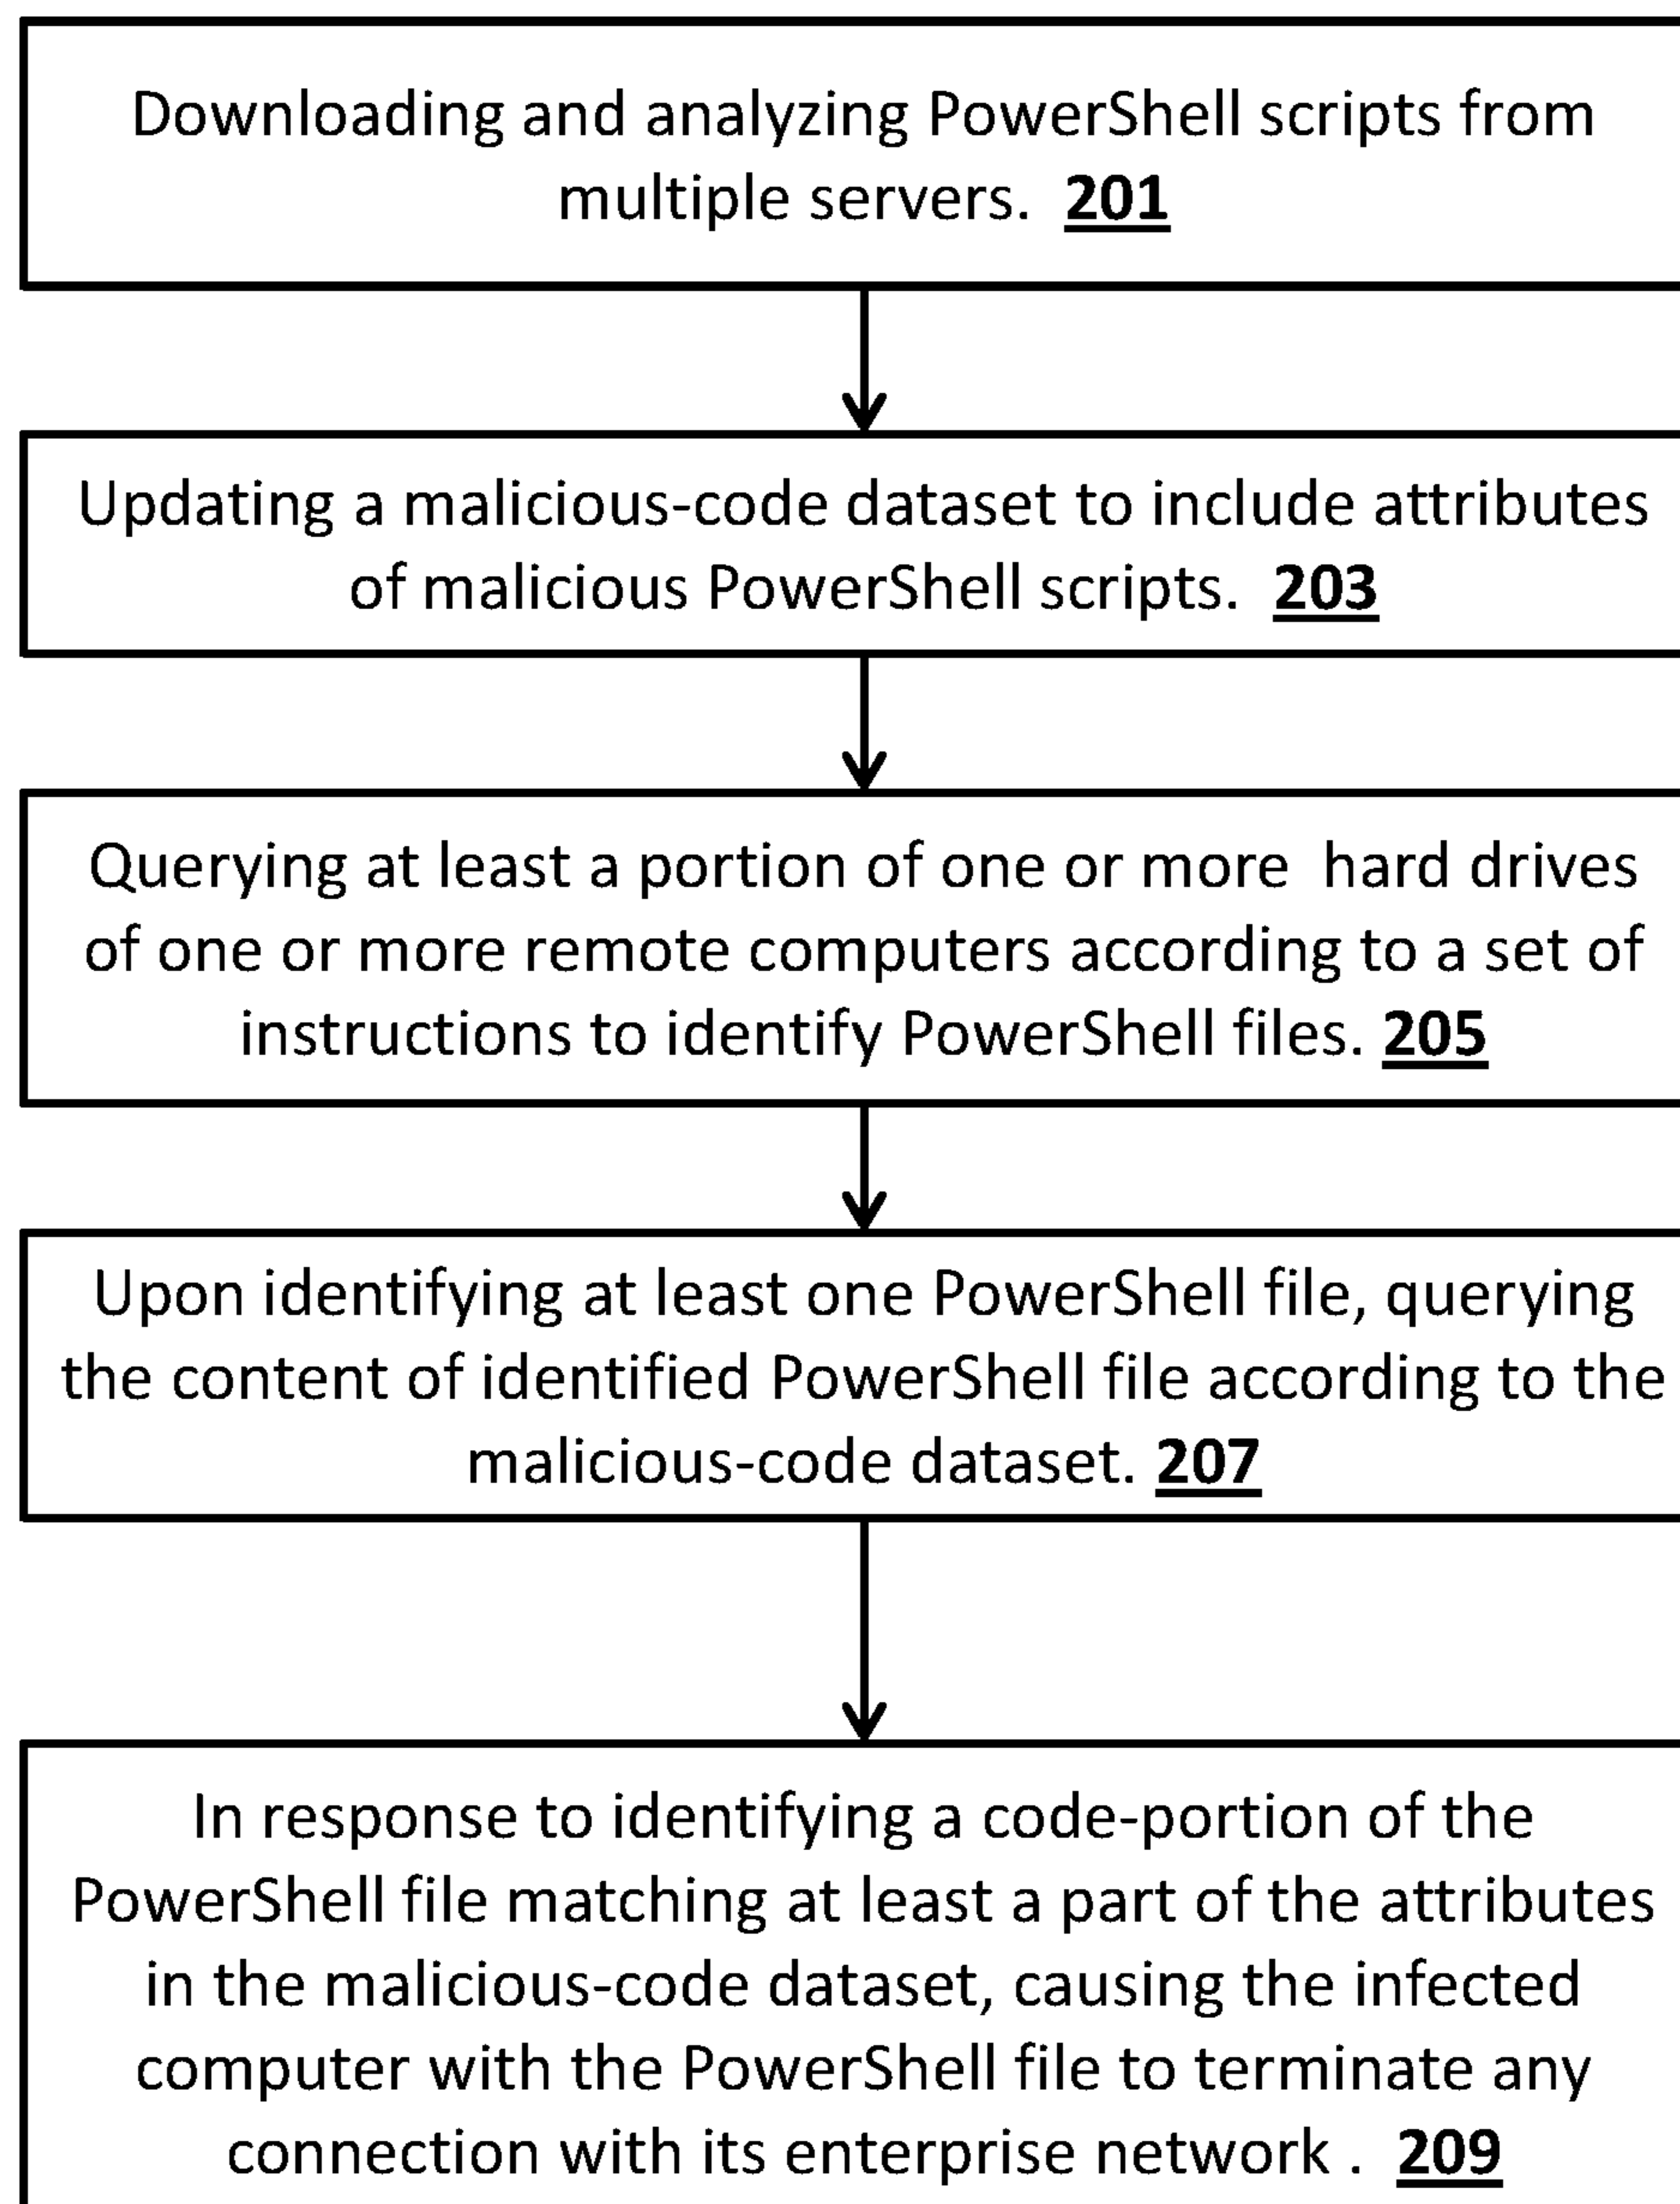 Downloading and analyzing PowerShell scripts from
multiple servers. 201
Updating a malicious-code dataset to include attributes
of malicious PowerShell scripts. 203
Querying at least a portion of one or more hard drives
of one or more remote computers according to a set of
instructions to identify PowerShell files. 205
Upon identifying at least one PowerShell file, querying
the content of identified PowerShell file according to the
malicious-code dataset. 207
In response to identifying a code-portion of the
PowerShell file matching at least a part of the attributes
in the malicious-code dataset, causing the infected
computer with the PowerShell file to terminate any
connection with its enterprise network . 209